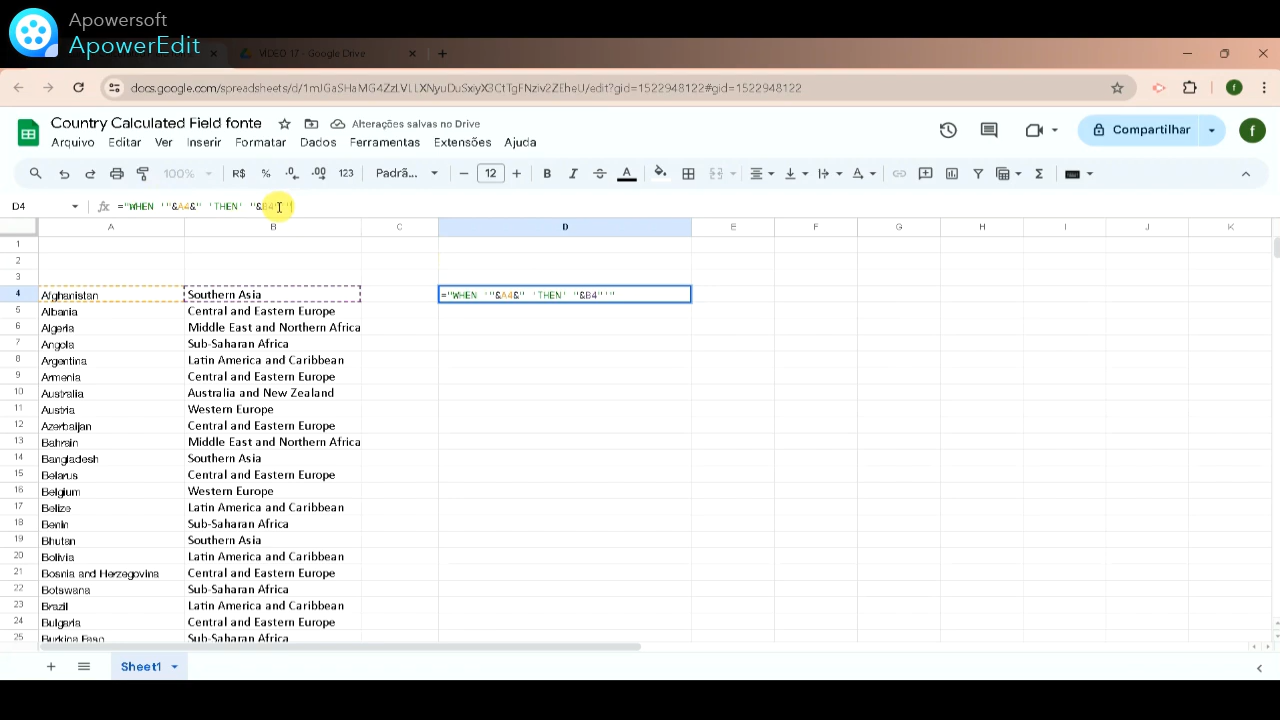 Apowersoft
ApowerEdit
VÍDEO 17 - Google Drive
docs.google.com/spreadsheets/d/1mJGaSHaMG4ZzLVLLXNyuDuSxiyX3CtTgFNziv2ZEheU/edit?gid=1522948122#gid=1522948122
Country Calculated Field fonte
Alterações salvas no Drive
Arquivo Editar Ver Inserir Formatar Dados Ferramentas Extensões Ajuda
Compartilhar
f
100% R$ % .0 .00 123 Padrã... 12 B I A
D4 fx ="WHEN '"&A4&" 'THEN' "&B4"'"
A B C D E F G H I J K
1
2
3
4 Afghanistan Southern Asia ="WHEN '"&A4&" 'THEN' "&B4"'"
5 Albania Central and Eastern Europe
6 Algeria Middle East and Northern Africa
7 Angola Sub-Saharan Africa
8 Argentina Latin America and Caribbean
9 Armenia Central and Eastern Europe
10 Australia Australia and New Zealand
11 Austria Western Europe
12 Azerbaijan Central and Eastern Europe
13 Bahrain Middle East and Northern Africa
14 Bangladesh Southern Asia
15 Belarus Central and Eastern Europe
16 Belgium Western Europe
17 Belize Latin America and Caribbean
18 Benin Sub-Saharan Africa
19 Bhutan Southern Asia
20 Bolivia Latin America and Caribbean
21 Bosnia and Herzegovina Central and Eastern Europe
22 Botswana Sub-Saharan Africa
23 Brazil Latin America and Caribbean
24 Bulgaria Central and Eastern Europe
25 Burkina Faso Sub-Saharan Africa
Sheet1